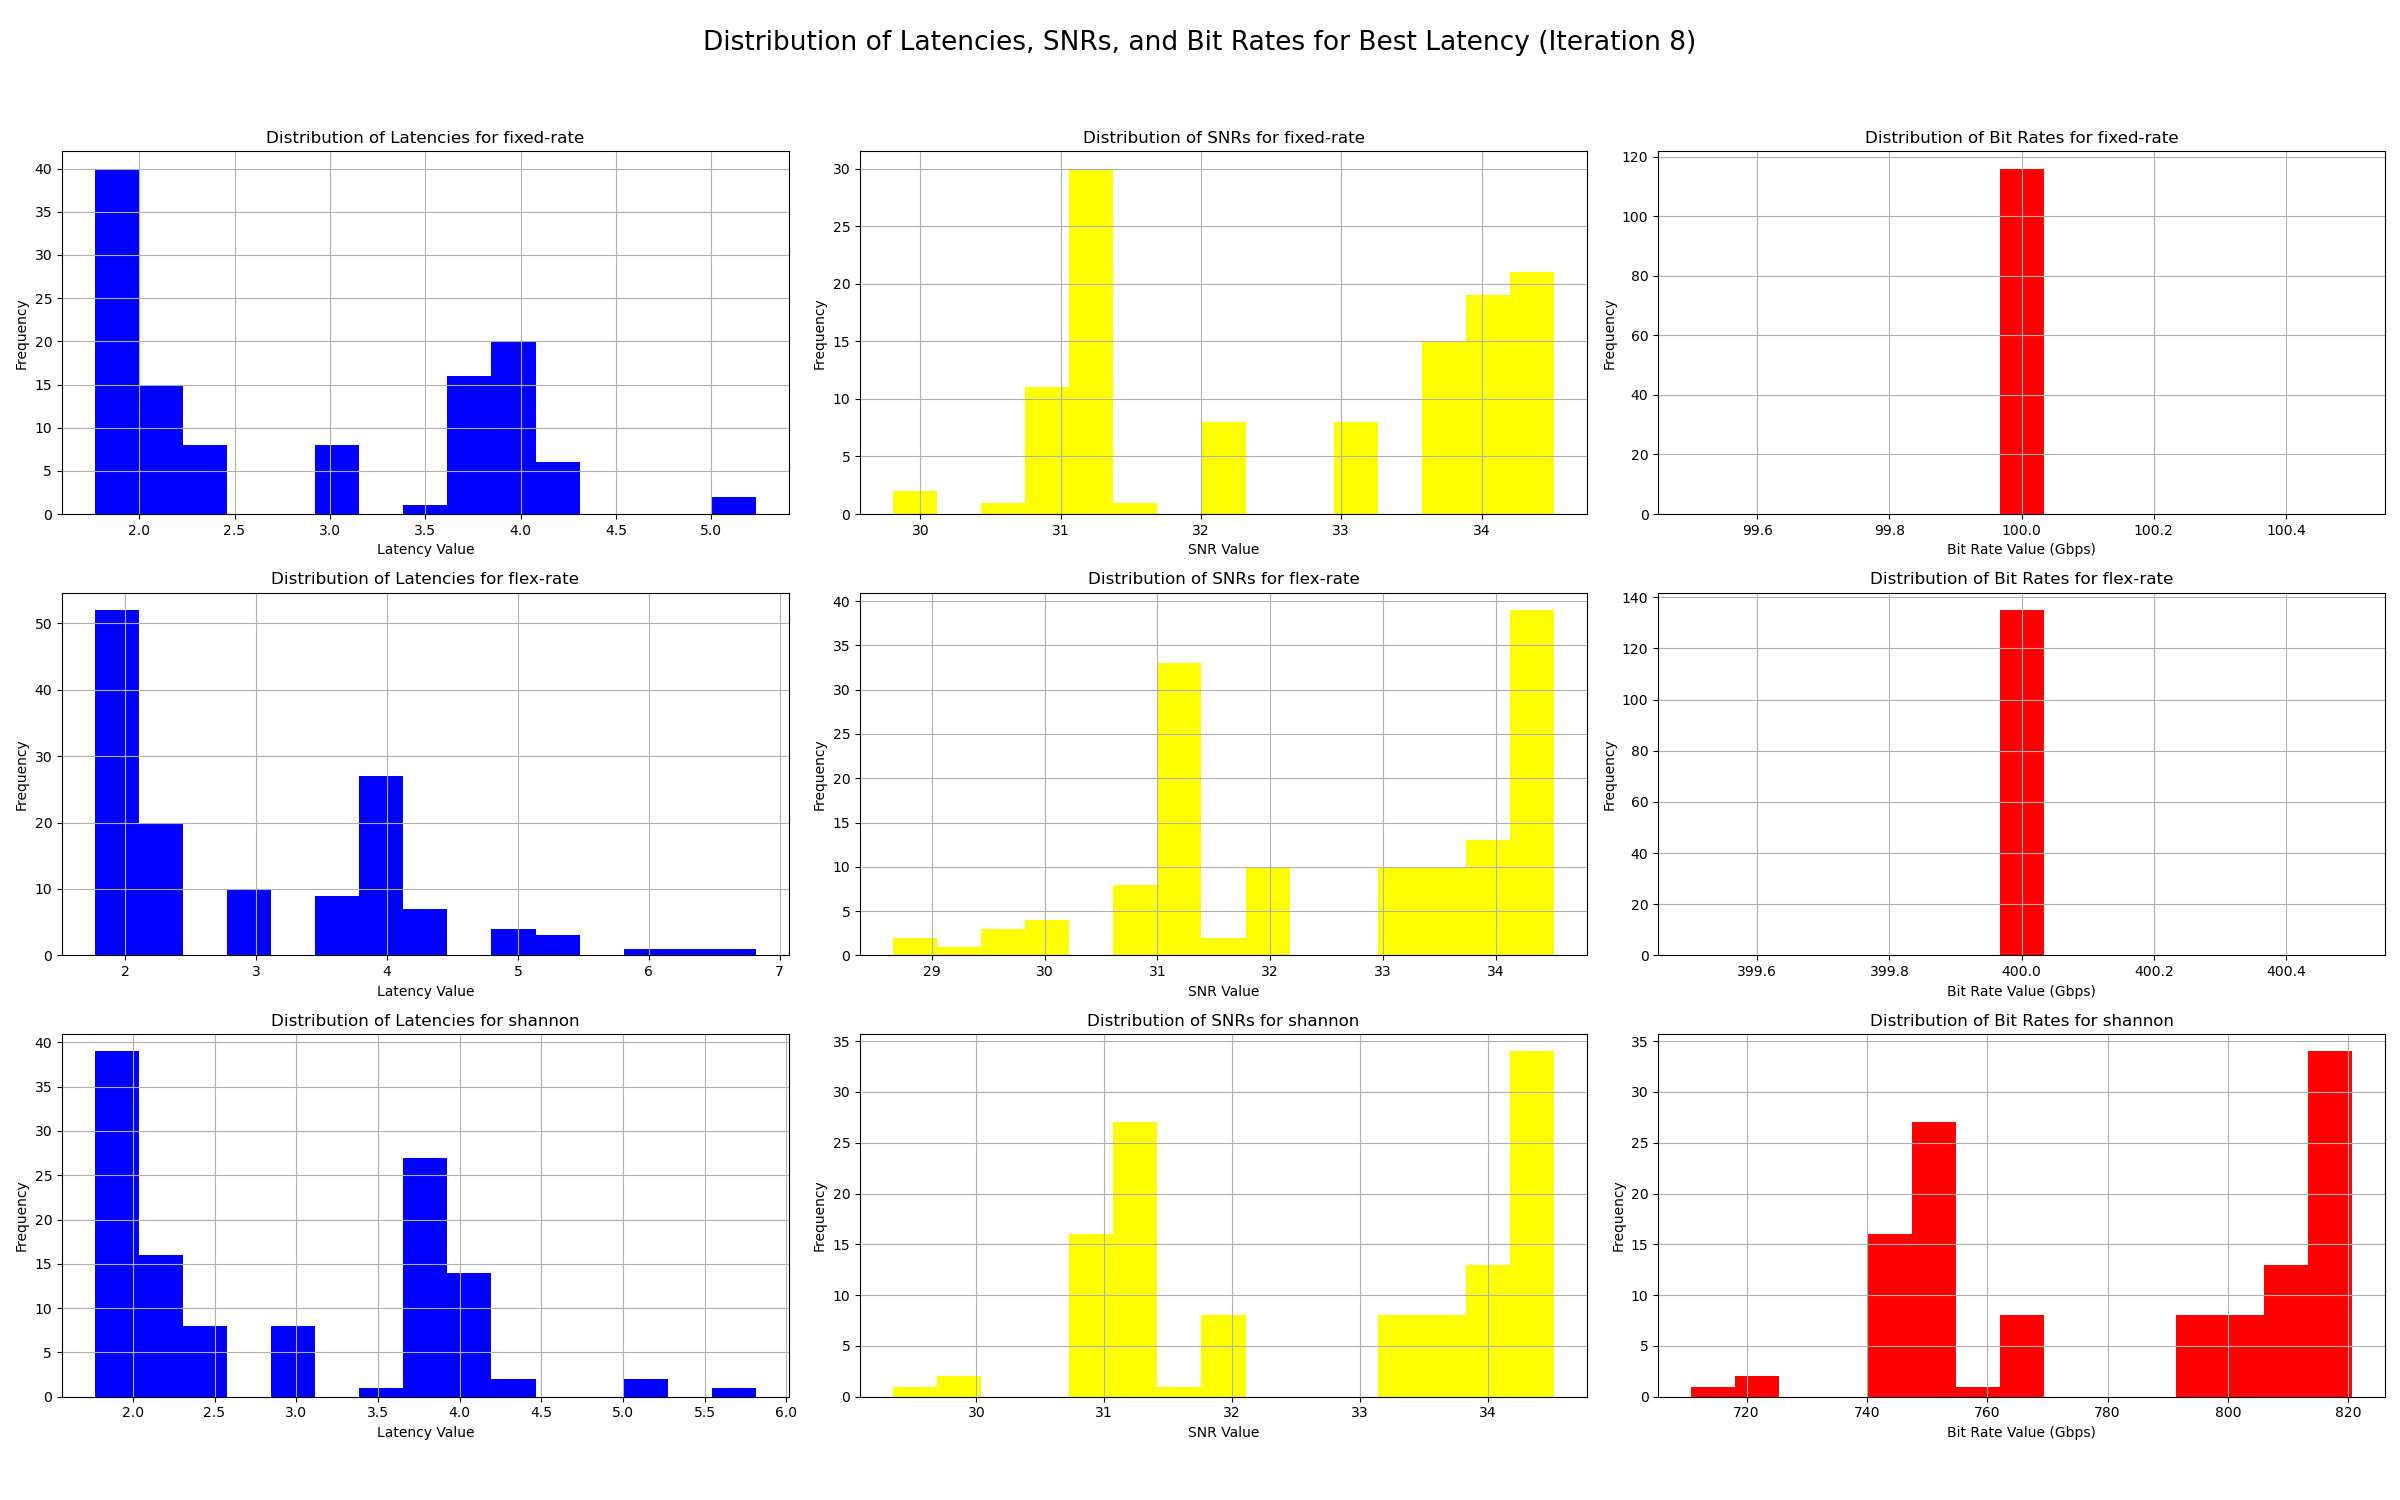 Distribution of Latencies, SNRs, and Bit Rates for Best Latency (Iteration 8)
Distribution of Latencies for fixed-rate
Frequency
40
35
30
25
20
15
10
5
0
2.0 2.5 3.0 3.5 4.0 4.5 5.0
Latency Value
Distribution of SNRs for fixed-rate
Frequency
30
25
20
15
10
5
0
30 31 32 33 34
SNR Value
Distribution of Bit Rates for fixed-rate
Frequency
120
100
80
60
40
20
0
99.6 99.8 100.0 100.2 100.4
Bit Rate Value (Gbps)
Distribution of Latencies for flex-rate
Frequency
50
40
30
20
10
0
2 3 4 5 6 7
Latency Value
Distribution of SNRs for flex-rate
Frequency
40
35
30
25
20
15
10
5
0
29 30 31 32 33 34
SNR Value
Distribution of Bit Rates for flex-rate
Frequency
140
120
100
80
60
40
20
0
399.6 399.8 400.0 400.2 400.4
Bit Rate Value (Gbps)
Distribution of Latencies for shannon
Frequency
40
35
30
25
20
15
10
5
0
2.0 2.5 3.0 3.5 4.0 4.5 5.0 5.5 6.0
Latency Value
Distribution of SNRs for shannon
Frequency
35
30
25
20
15
10
5
0
30 31 32 33 34
SNR Value
Distribution of Bit Rates for shannon
Frequency
35
30
25
20
15
10
5
0
720 740 760 780 800 820
Bit Rate Value (Gbps)